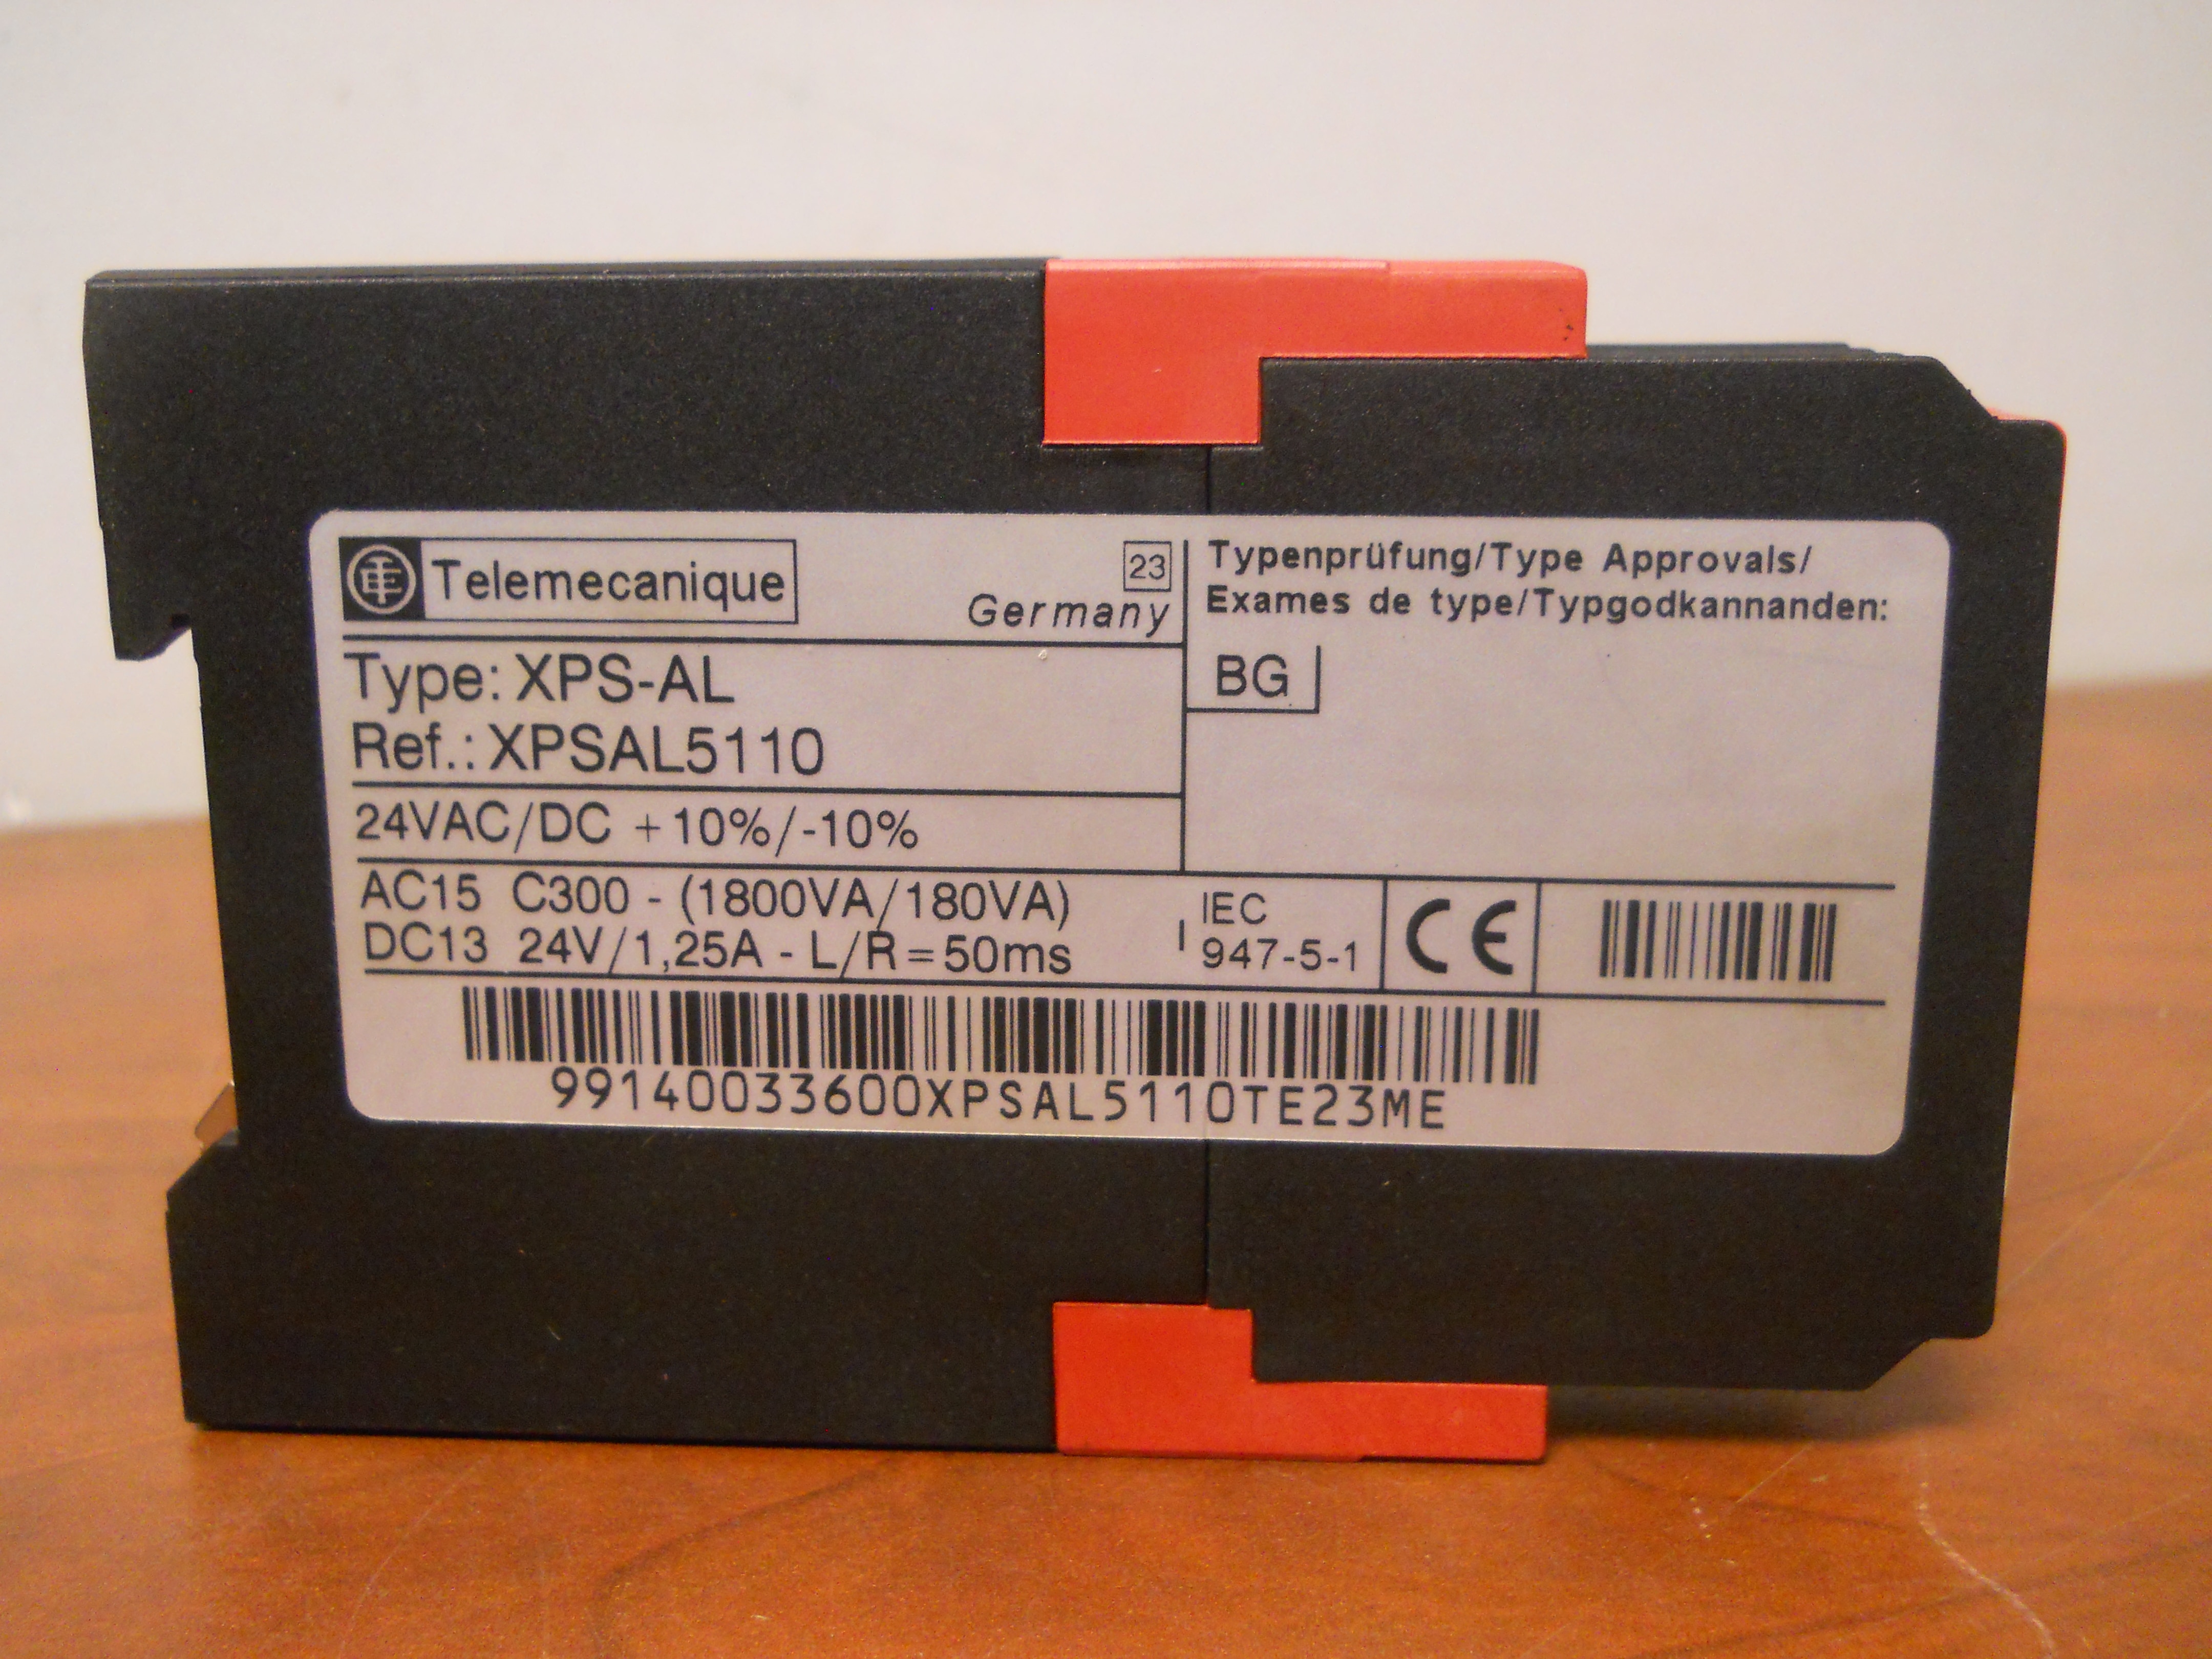 Telemecanique
23
Germany
Typenprüfung/Type Approvals/
Exames de type/Typgodkannanden:
BG
Type: XPS-AL
Ref.: XPSAL5110
24VAC/DC +10%/-10%
AC15 C300 - (1800VA/180VA)
DC13 24V/1,25A - L/R=50ms
IEC
947-5-1
CE
99140033600XPSAL5110TE23ME